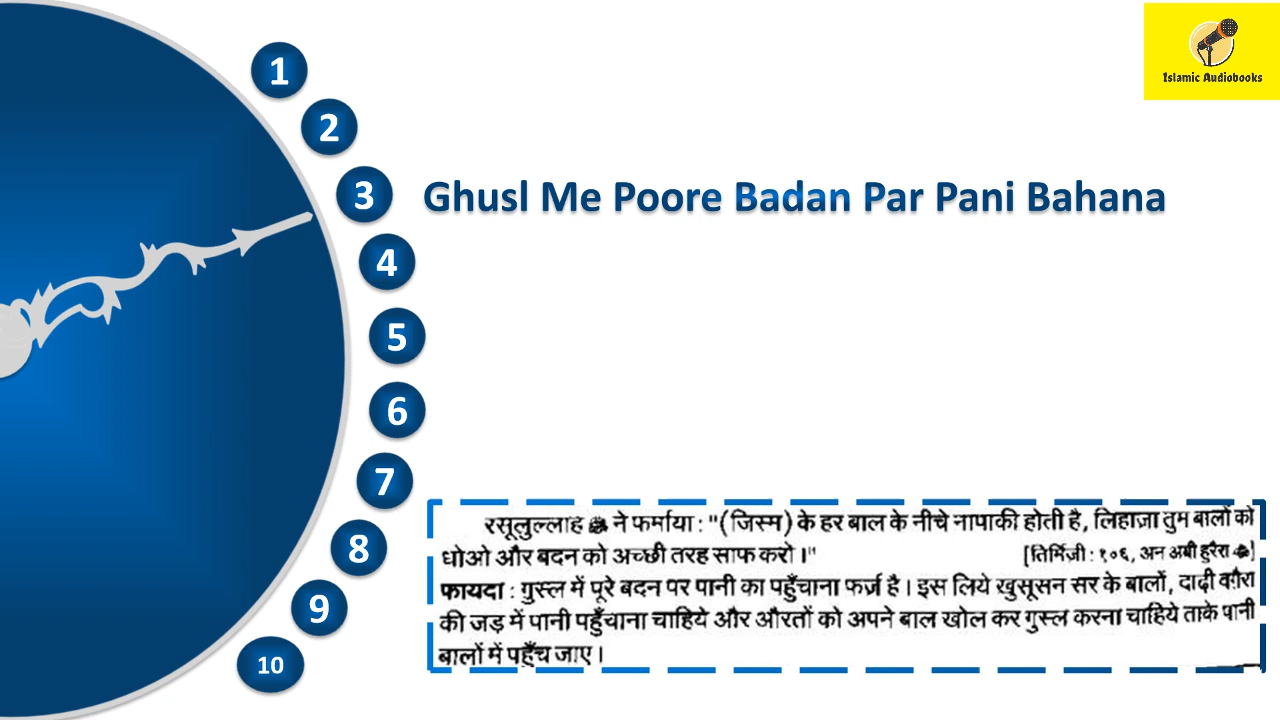 Islamic Audiobooks
1
2
3 Ghusl Me Poore Badan Par Pani Bahana
4
5
6
7
8
9
10
रसूलुल्लाह ﷺ ने फर्माया : "(जिस्म) के हर बाल के नीचे नापाकी होती है, लिहाज़ा तुम बालों को
धोओ और बदन को अच्छी तरह साफ करो ।" [तिर्मिज़ी : १०६, अन अबी हुरैरा]
फायदा : गुस्ल में पूरे बदन पर पानी का पहुँचाना फर्ज़ है । इस लिये खुसूसन सर के बालों, दाढ़ी वग़ैरा
की जड़ में पानी पहुँचाना चाहिये और औरतों को अपने बाल खोल कर गुस्ल करना चाहिये ताके पानी
बालों में पहुँच जाए ।